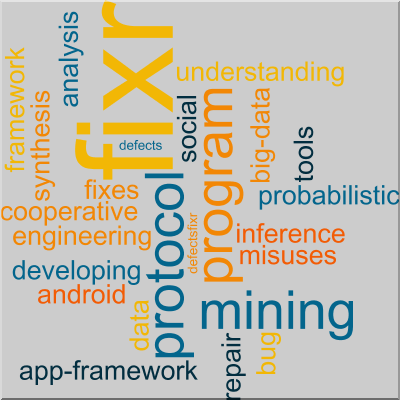 framework
analysis
fixr
understanding
synthesis
defects
social
program
big-data
tools
fixes
probabilistic
cooperative
protocol
defectsfixr
engineering
inference
misuses
developing
android
data
mining
repair
bug
app-framework